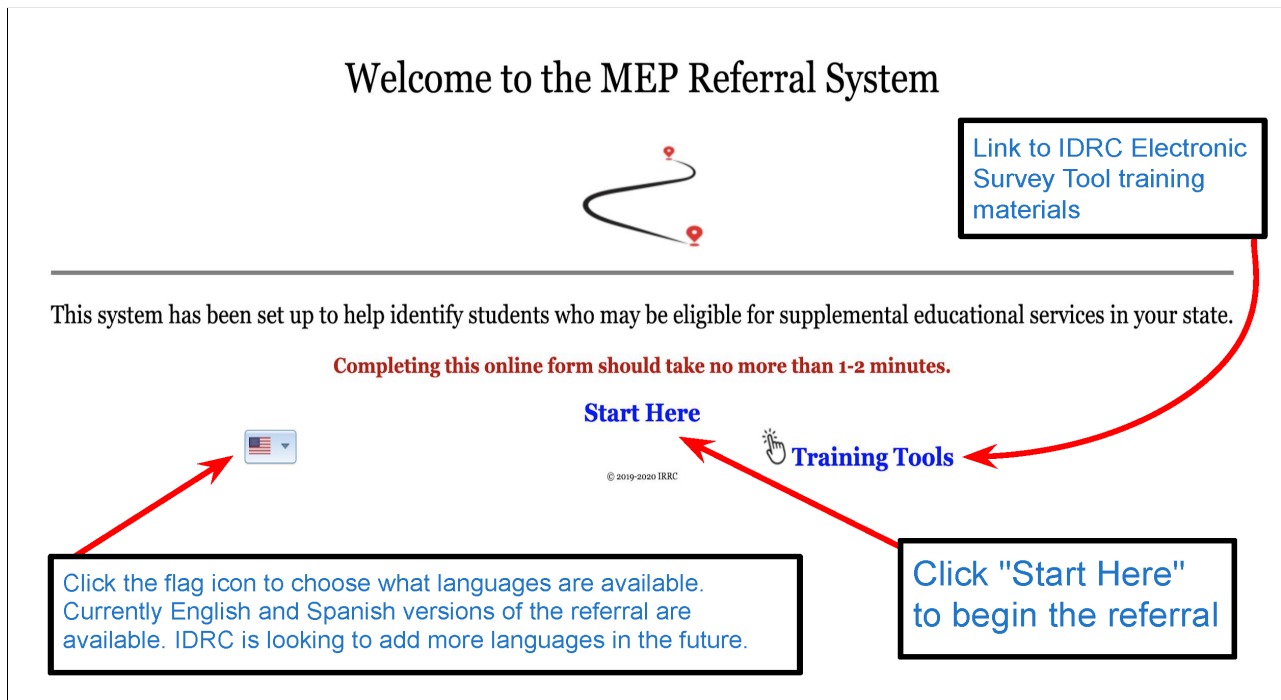 Welcome to the MEP Referral System
Link to IDRC Electronic
Survey Tool training
materials
This system has been set up to help identify students who may be eligible for supplemental educational services in your state.
Completing this online form should take no more than 1-2 minutes.
Start Here
Training Tools
© 2019-2020 IRRC
Click the flag icon to choose what languages are available.
Currently English and Spanish versions of the referral are
available. IDRC is looking to add more languages in the future.
Click "Start Here"
to begin the referral